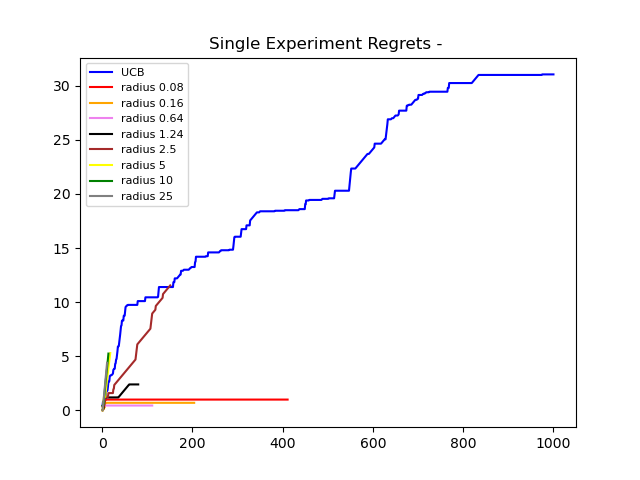 Single Experiment Regrets -
UCB
radius 0.08
radius 0.16
radius 0.64
radius 1.24
radius 2.5
radius 5
radius 10
radius 25
30
25
20
15
10
5
0
0 200 400 600 800 1000